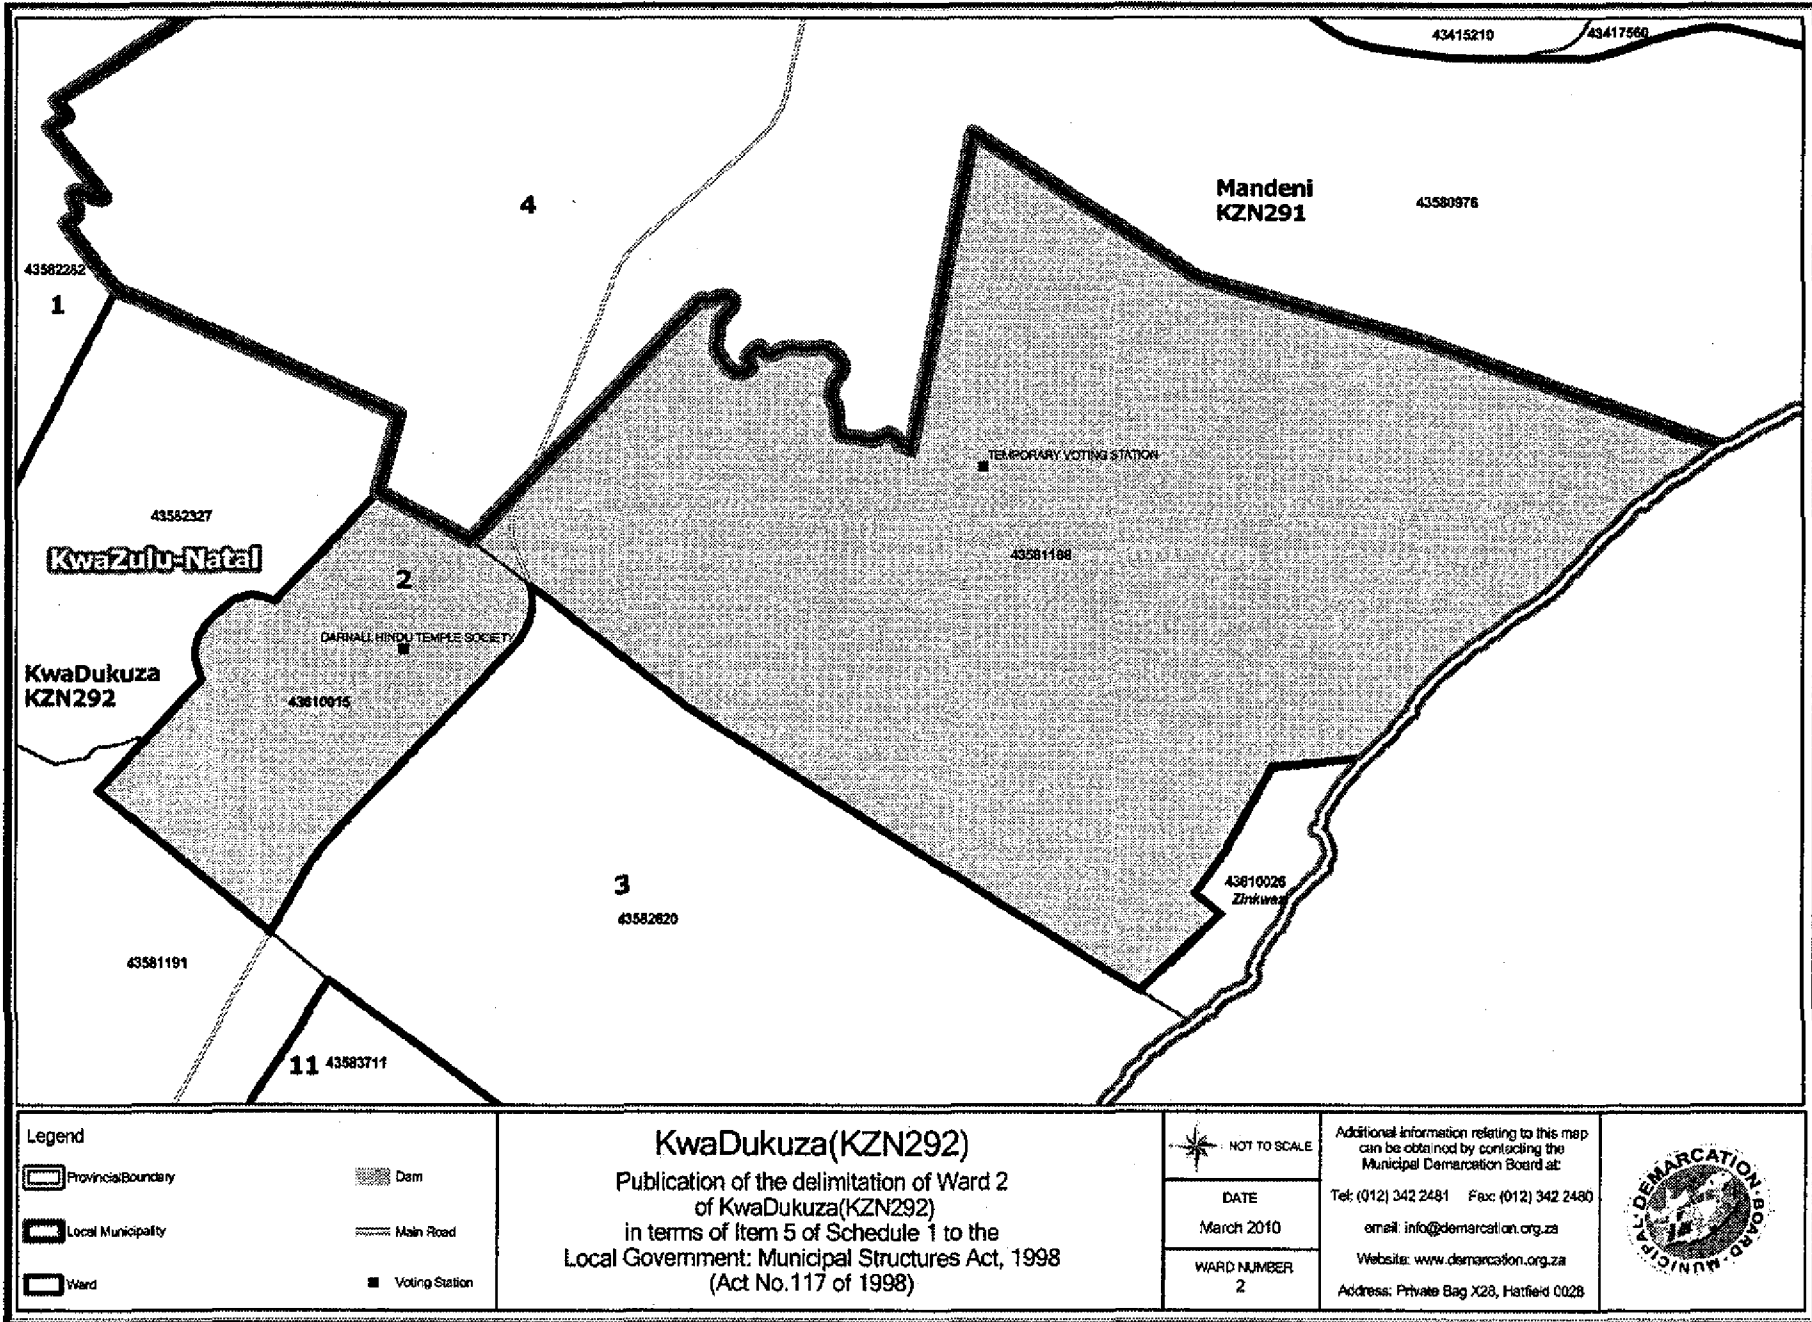 43415210
43417560
4
Mandeni
KZN291
43580976
43582282
1
TEMPORARY VOTING STATION
43582327
KwaZulu-Natal
43581188
2
DARNALL HINDU TEMPLE SOCIETY
KwaDukuza
KZN292
43610015
3
43582620
43610026
43581191
11 43583711
Legend
ProvincialBoundary
Dam
Local Municipality
Main Road
Ward
Voting Station
KwaDukuza(KZN292)
Publication of the delimitation of Ward 2
of KwaDukuza(KZN292)
in terms of Item 5 of Schedule 1 to the
Local Government: Municipal Structures Act, 1998
(Act No.117 of 1998)
NOT TO SCALE
DATE
March 2010
WARD NUMBER
2
Additional information relating to this map
can be obtained by contacting the
Municipal Demarcation Board at:
Tel: (012) 342 2481 Fax: (012) 342 2480
email: info@demarcation.org.za
Website: www.demarcation.org.za
Address: Private Bag X28, Hatfield 0028
MUNICIPAL DEMARCATION BOARD